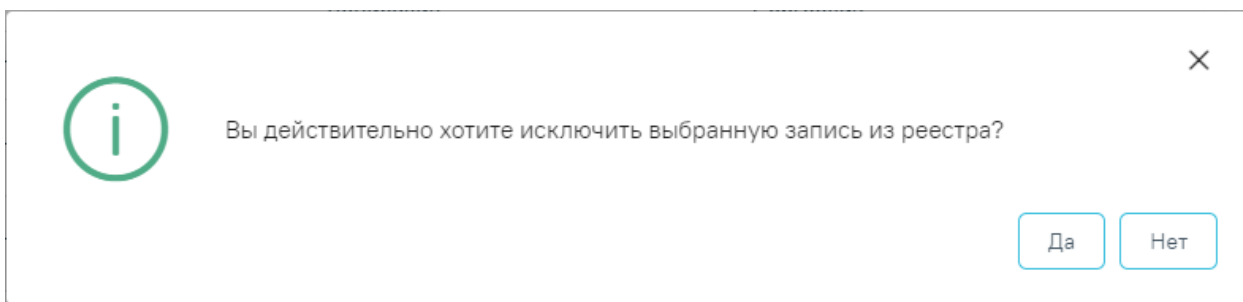 Вы действительно хотите исключить выбранную запись из реестра?
Да Нет